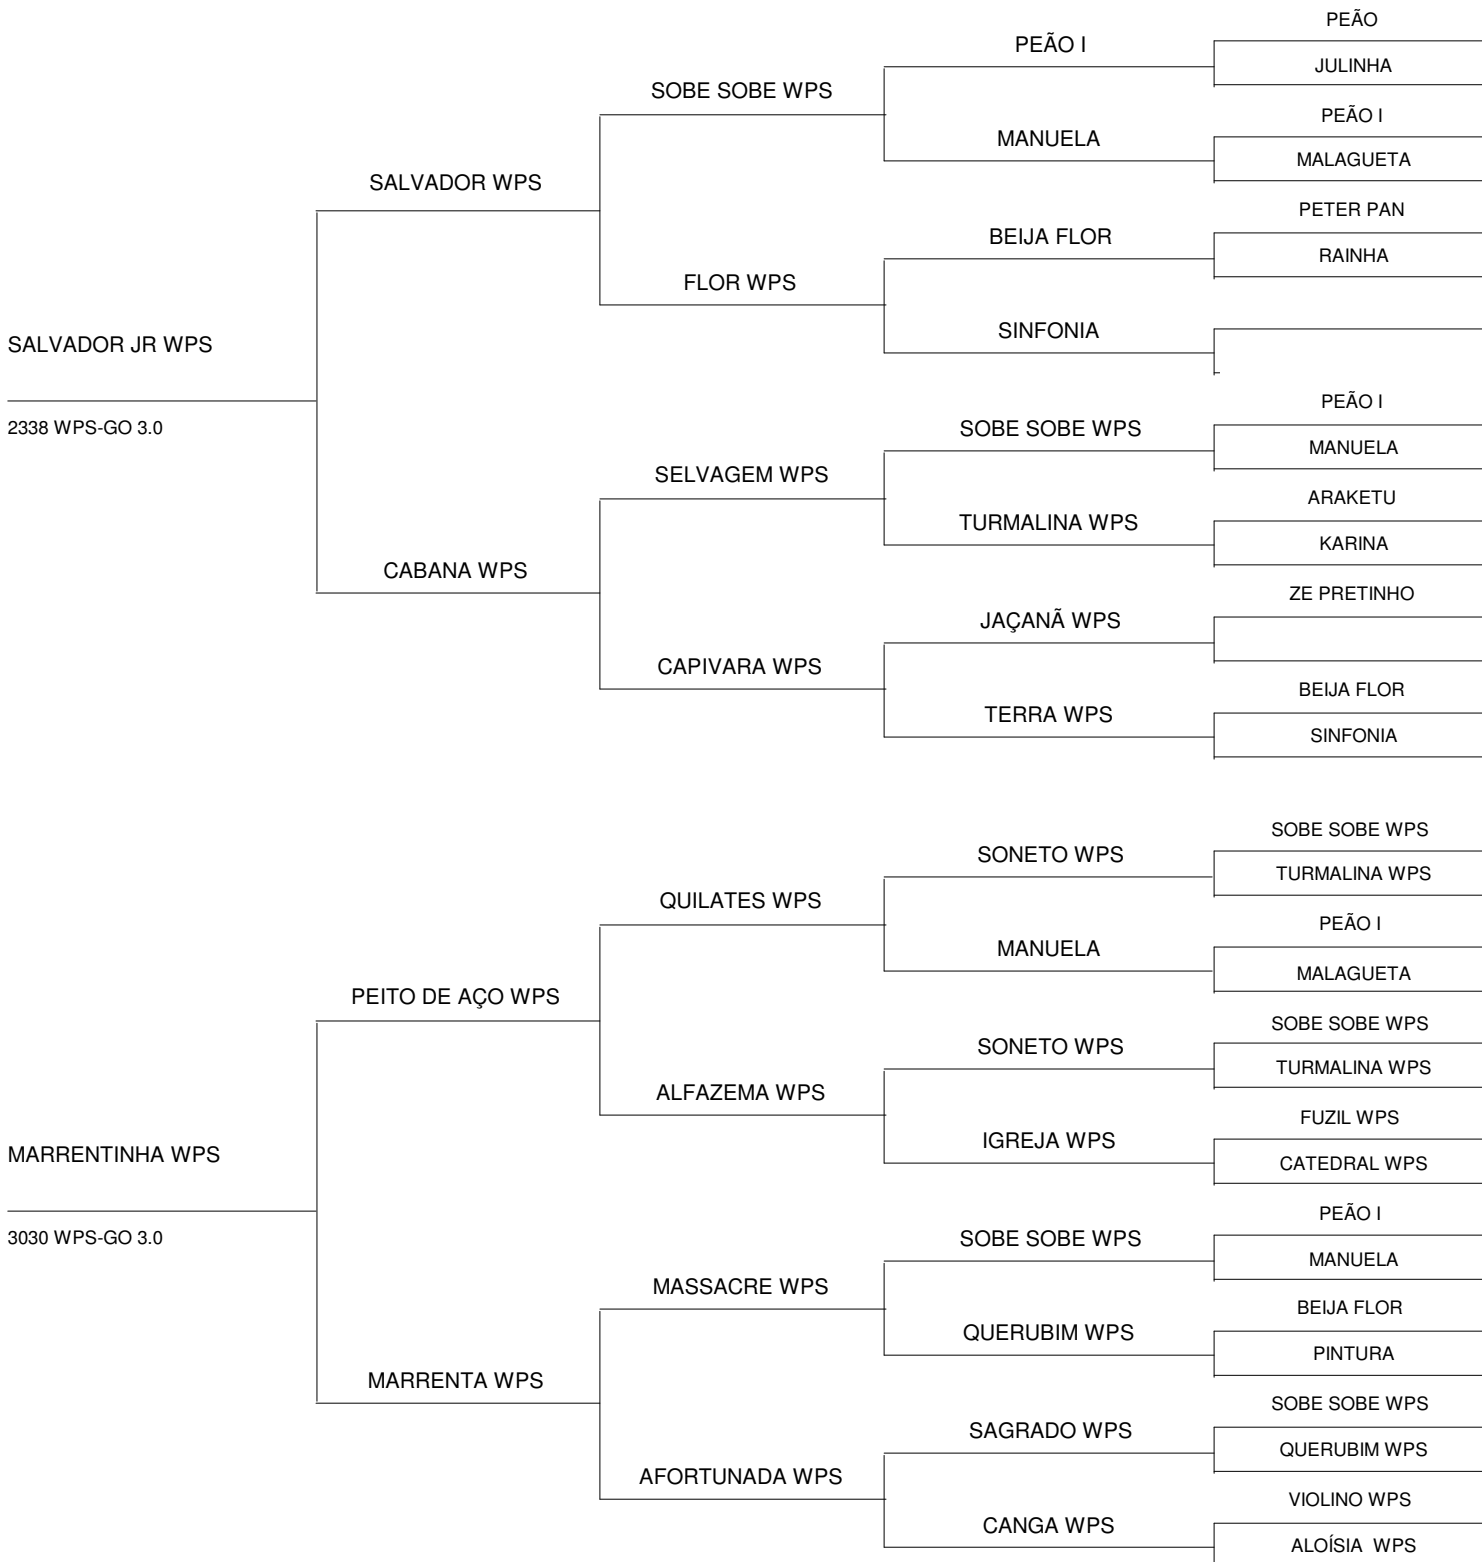 PEÃO
PEÃO I
JULINHA
SOBE SOBE WPS
PEÃO I
MANUELA
MALAGUETA
SALVADOR WPS
PETER PAN
BEIJA FLOR
RAINHA
FLOR WPS
SINFONIA
SALVADOR JR WPS
PEÃO I
2338 WPS-GO 3.0
SOBE SOBE WPS
MANUELA
SELVAGEM WPS
ARAKETU
TURMALINA WPS
KARINA
CABANA WPS
ZE PRETINHO
JAÇANÃ WPS
CAPIVARA WPS
BEIJA FLOR
TERRA WPS
SINFONIA
SOBE SOBE WPS
SONETO WPS
TURMALINA WPS
QUILATES WPS
PEÃO I
MANUELA
MALAGUETA
PEITO DE AÇO WPS
SOBE SOBE WPS
SONETO WPS
TURMALINA WPS
ALFAZEMA WPS
FUZIL WPS
IGREJA WPS
CATEDRAL WPS
MARRENTINHA WPS
PEÃO I
3030 WPS-GO 3.0
SOBE SOBE WPS
MANUELA
MASSACRE WPS
BEIJA FLOR
QUERUBIM WPS
PINTURA
MARRENTA WPS
SOBE SOBE WPS
SAGRADO WPS
QUERUBIM WPS
AFORTUNADA WPS
VIOLINO WPS
CANGA WPS
ALOÍSIA WPS